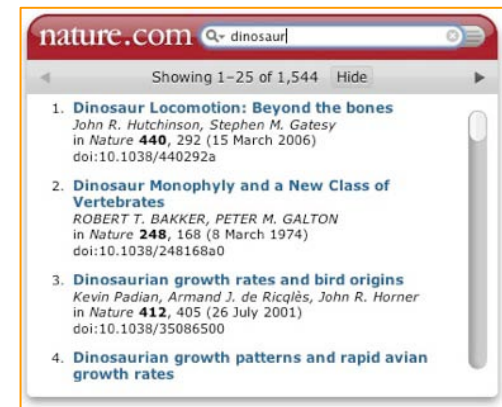 nature.com dinosaur
Showing 1–25 of 1,544 Hide
1. Dinosaur Locomotion: Beyond the bones
John R. Hutchinson, Stephen M. Gatesy
in Nature 440, 292 (15 March 2006)
doi:10.1038/440292a
2. Dinosaur Monophyly and a New Class of
Vertebrates
ROBERT T. BAKKER, PETER M. GALTON
in Nature 248, 168 (8 March 1974)
doi:10.1038/248168a0
3. Dinosaurian growth rates and bird origins
Kevin Padian, Armand J. de Ricqlès, John R. Horner
in Nature 412, 405 (26 July 2001)
doi:10.1038/35086500
4. Dinosaurian growth patterns and rapid avian
growth rates